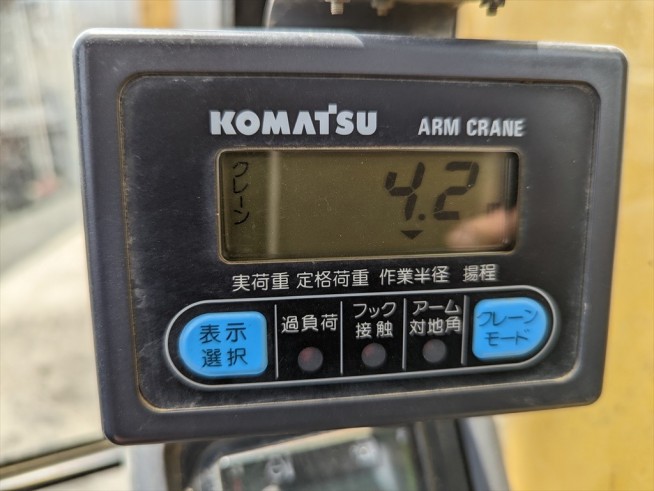 KOMATSU ARM CRANE
クレーン
4.2
実荷重 定格荷重 作業半径 揚程
表示
選択
過負荷
フック
接触
アーム
対地角
クレーン
モード